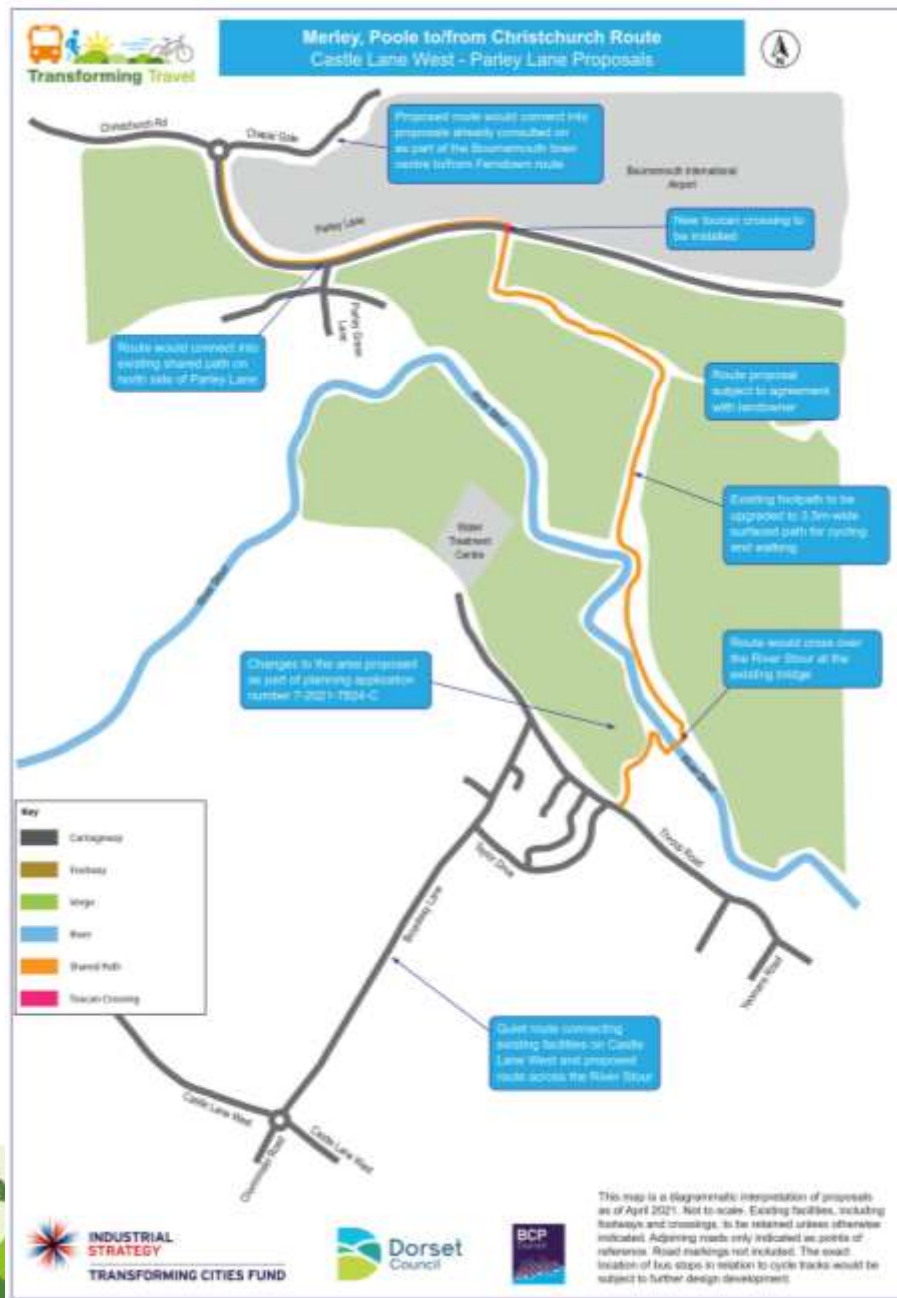 Transforming Travel
Merley, Poole to/from Christchurch Route
Castle Lane West - Parley Lane Proposals
N
Christchurch Rd
Chapel Gate
Proposed route would connect into
proposals already consulted on
as part of the Bournemouth town
centre to/from Ferndown route
Bournemouth International
Airport
Parley Lane
New toucan crossing to
be installed
Parley Green
Lane
Route would connect into
existing shared path on
north side of Parley Lane
River Stour
Route proposal
subject to agreement
with landowner
River Stour
Water
Treatment
Centre
Existing footpath to be
upgraded to 3.5m wide
surfaced path for cycling
and walking
Changes to the area proposed
as part of planning application
Route would cross over
the River Stour at the
existing bridge
River Stour
Key
Carriageway
Footway
Verge
River
Shared Path
Toucan Crossing
Taylor Drive
Throop Road
Broadway Lane
Yeomans Road
Quiet route connecting
existing facilities on Castle
Lane West and proposed
route across the River Stour
Castle Lane West
Castle Lane West
Road
INDUSTRIAL
STRATEGY
TRANSFORMING CITIES FUND
Dorset
Council
BCP
Council
This map is a diagrammatic interpretation of proposals
as of April 2021. Not to scale. Existing facilities, including
footways and crossings, to be retained unless otherwise
indicated. Adjoining roads only indicated as points of
reference. Road markings not included. The exact
location of bus stops in relation to cycle tracks would be
subject to further design development.